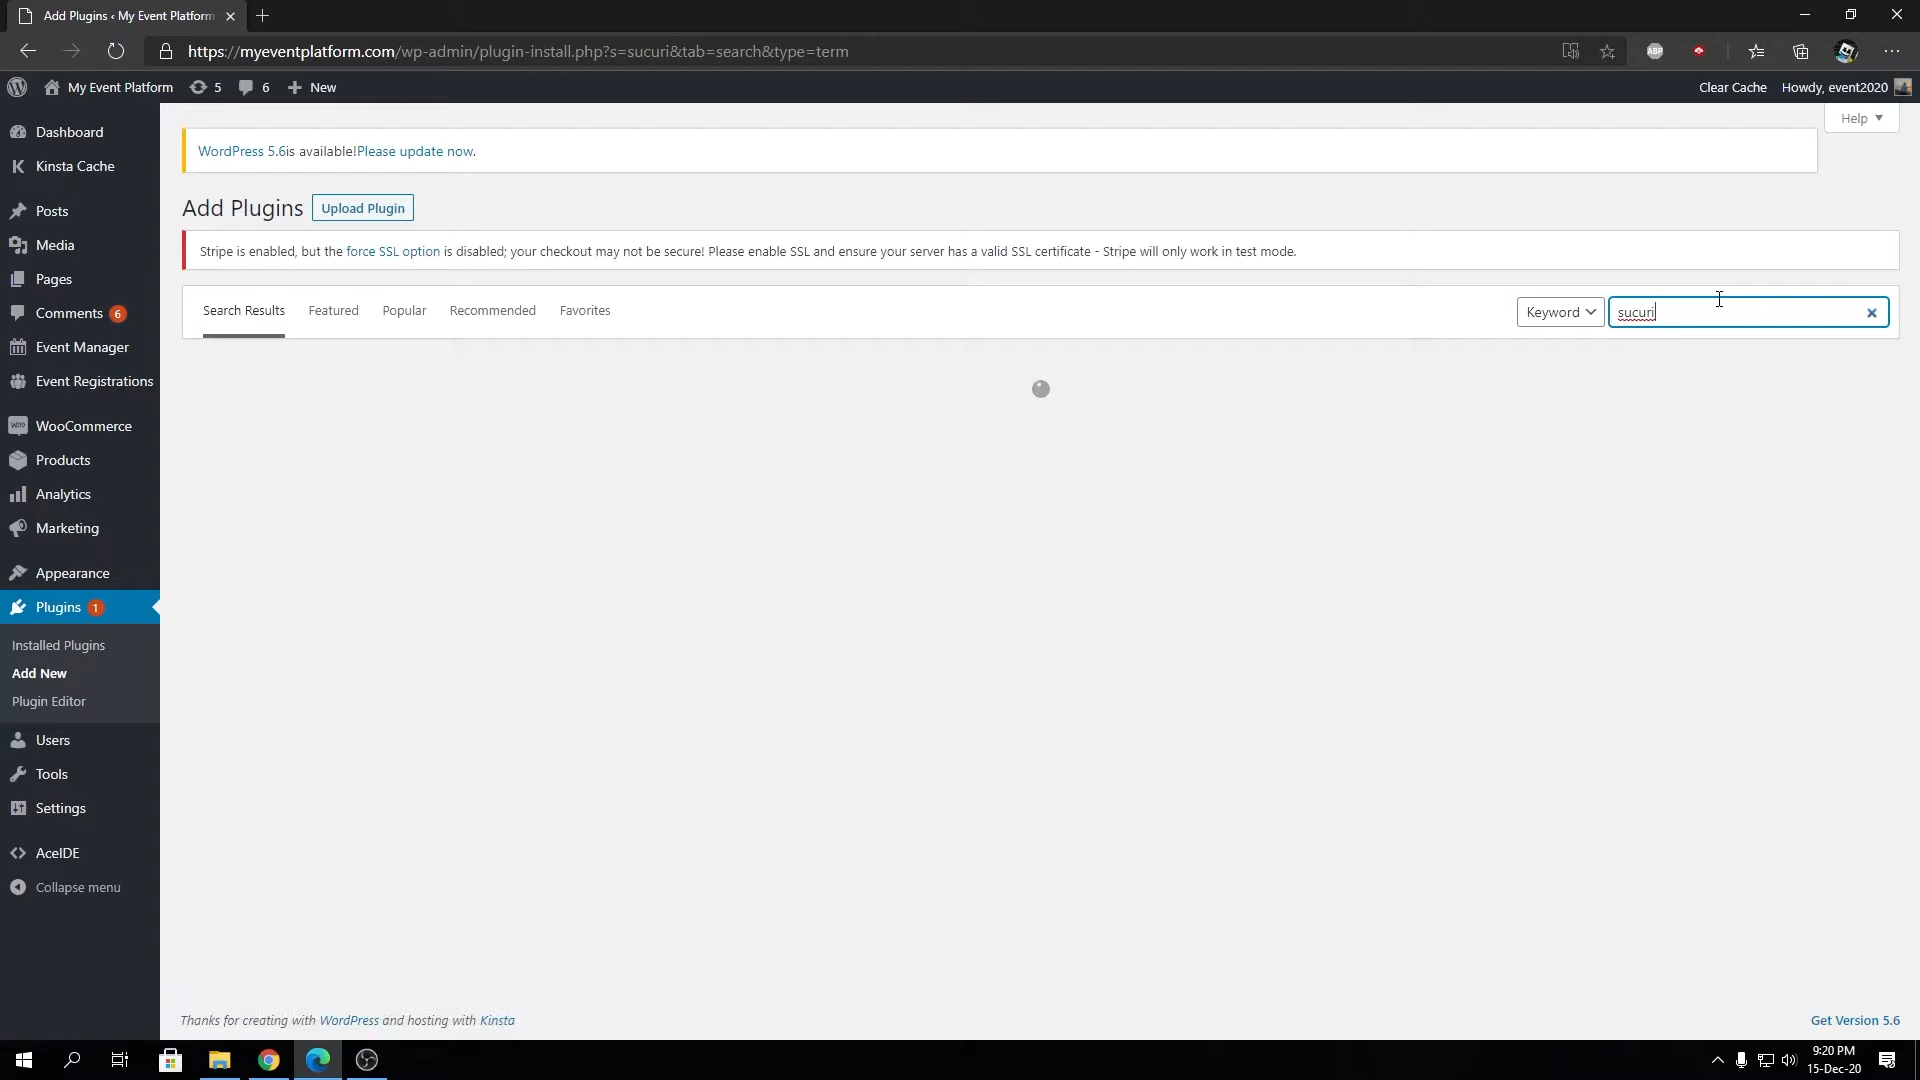 Add Plugins ‹ My Event Platform
https://myeventplatform.com/wp-admin/plugin-install.php?s=sucuri&tab=search&type=term
ABP
My Event Platform 5 6 New Clear Cache Howdy, event2020
Help
Dashboard
Kinsta Cache
Posts
Media
Pages
Comments 6
Event Manager
Event Registrations
WooCommerce
Products
Analytics
Marketing
Appearance
Plugins 1
Installed Plugins
Add New
Plugin Editor
Users
Tools
Settings
AceIDE
Collapse menu
WordPress 5.6is available!Please update now.
Add Plugins Upload Plugin
Stripe is enabled, but the force SSL option is disabled; your checkout may not be secure! Please enable SSL and ensure your server has a valid SSL certificate - Stripe will only work in test mode.
Search Results Featured Popular Recommended Favorites Keyword sucuri
Thanks for creating with WordPress and hosting with Kinsta Get Version 5.6
9:20 PM
15-Dec-20